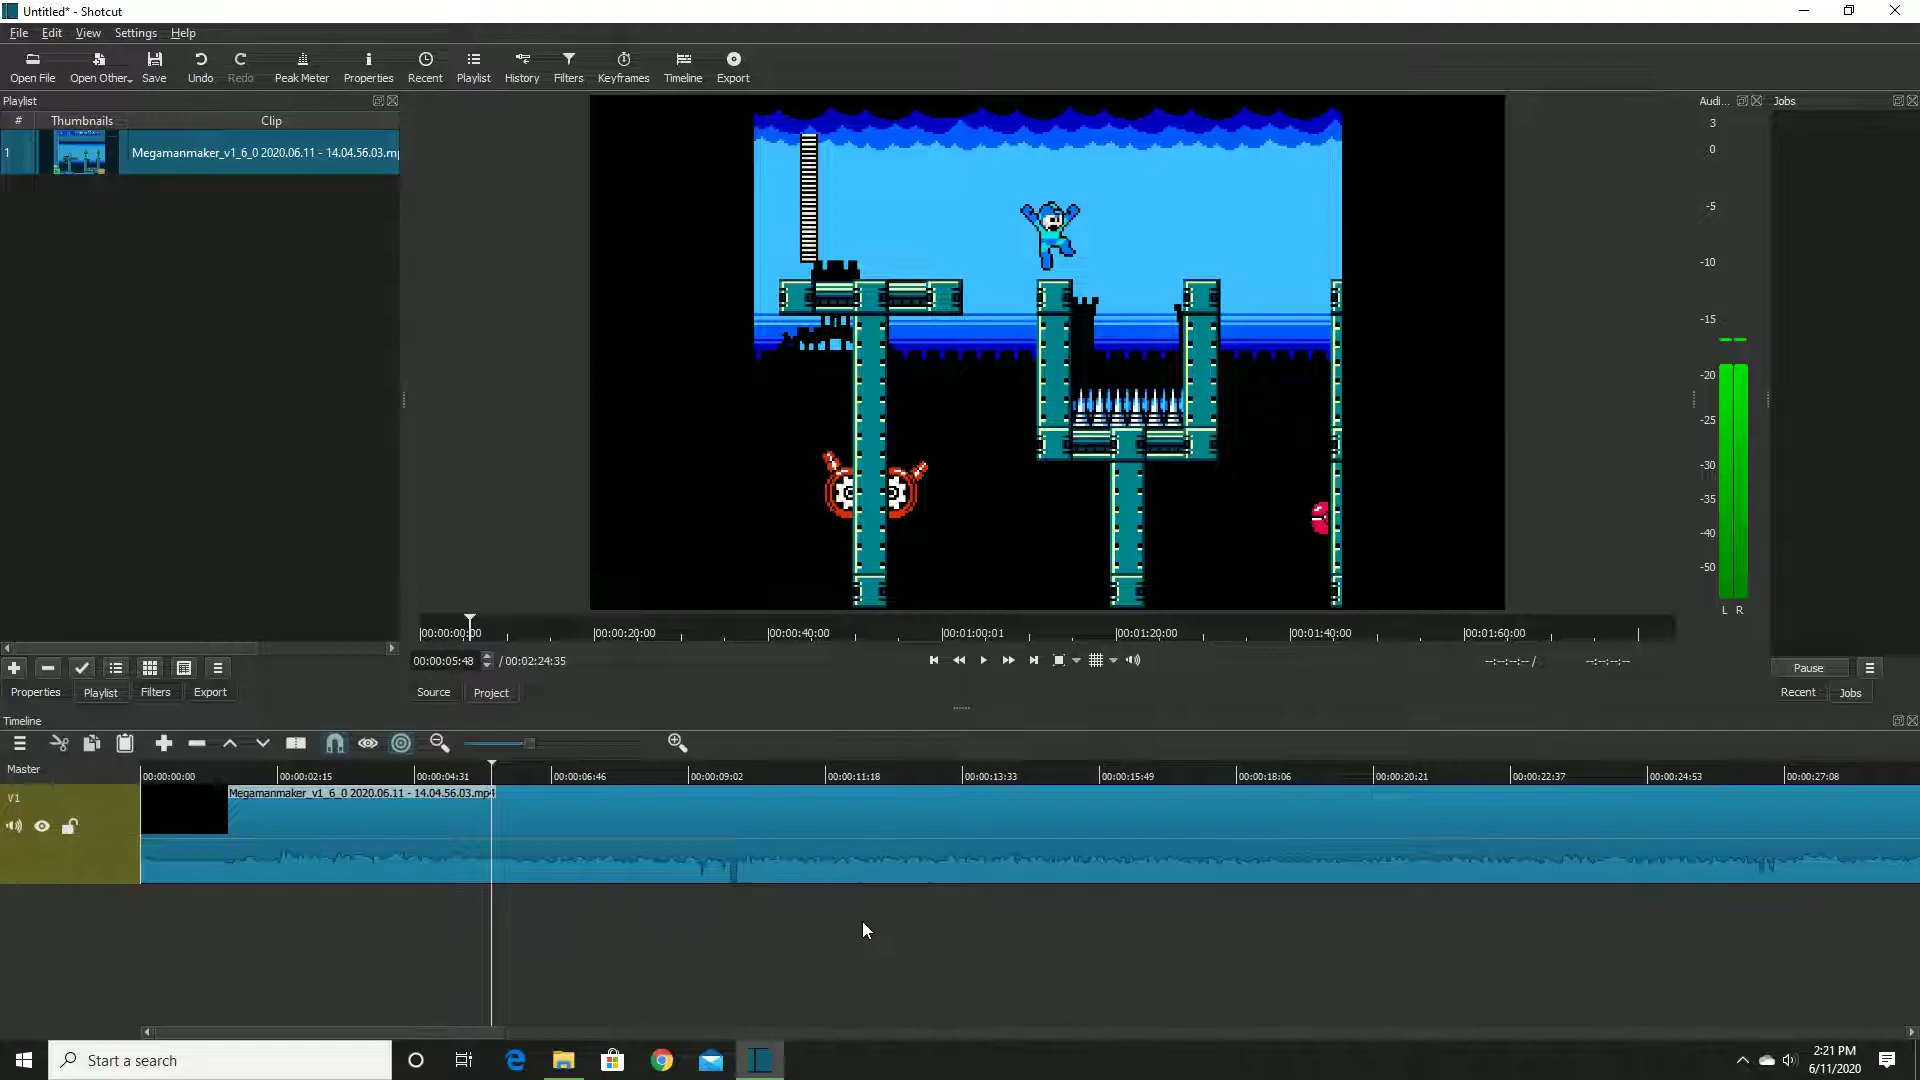 Untitled* - Shotcut
File Edit View Settings Help
Open File Open Other Save Undo Redo Peak Meter Properties Recent Playlist History Filters Keyframes Timeline Export
Playlist
# Thumbnails Clip
1 Megamanmaker_v1_6_0 2020.06.11 - 14.04.56.03.mp
Audi... Jobs
3
0
-5
-10
-15
-20
-25
-30
-35
-40
-50
L R
00:00:00:00 00:00:20:00 00:00:40:00 00:01:00:01 00:01:20:00 00:01:40:00 00:01:60:00
00:00:05:48 / 00:02:24:35 --:--:--:-- / --:--:--:--
Pause
Properties Playlist Filters Export
Source Project
Recent Jobs
Timeline
Master
00:00:00:00 00:00:02:15 00:00:04:31 00:00:06:46 00:00:09:02 00:00:11:18 00:00:13:33 00:00:15:49 00:00:18:06 00:00:20:21 00:00:22:37 00:00:24:53 00:00:27:08
V1
Megamanmaker_v1_6_0 2020.06.11 - 14.04.56.03.mp4
Start a search
2:21 PM
6/11/2020